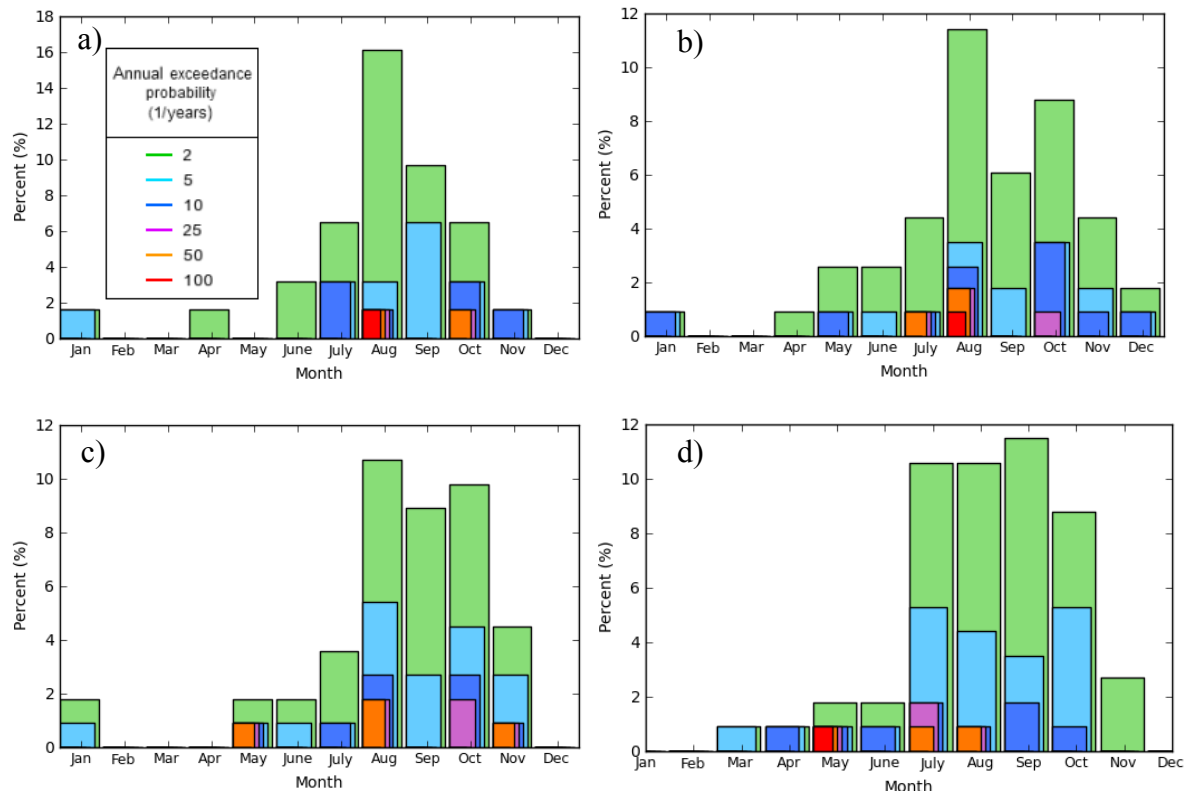 a)
Annual exceedance
probability
(1/years)
2
5
10
25
50
100
Percent (%)
18
16
14
12
10
8
6
4
2
0
Jan Feb Mar Apr May June July Aug Sep Oct Nov Dec
Month
b)
Percent (%)
12
10
8
6
4
2
0
Jan Feb Mar Apr May June July Aug Sep Oct Nov Dec
Month
c)
Percent (%)
12
10
8
6
4
2
0
Jan Feb Mar Apr May June July Aug Sep Oct Nov Dec
Month
d)
Percent (%)
12
10
8
6
4
2
0
Jan Feb Mar Apr May June July Aug Sep Oct Nov Dec
Month